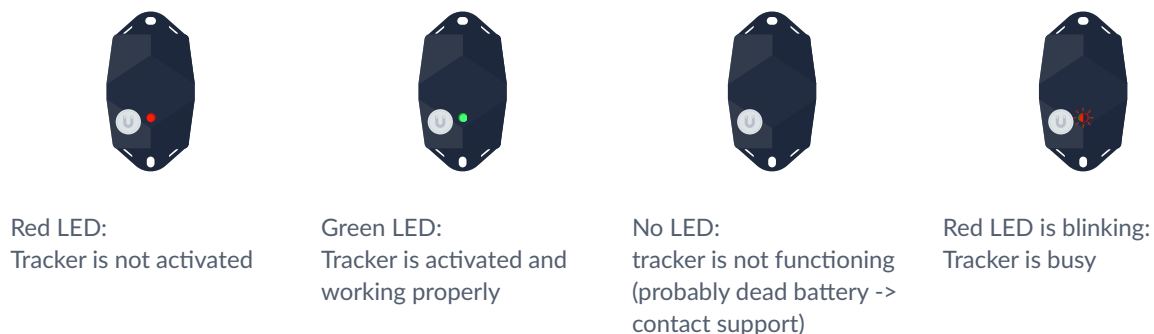 Red LED:
Tracker is not activated
Green LED:
Tracker is activated and
working properly
No LED:
tracker is not functioning
(probably dead battery ->
contact support)
Red LED is blinking:
Tracker is busy